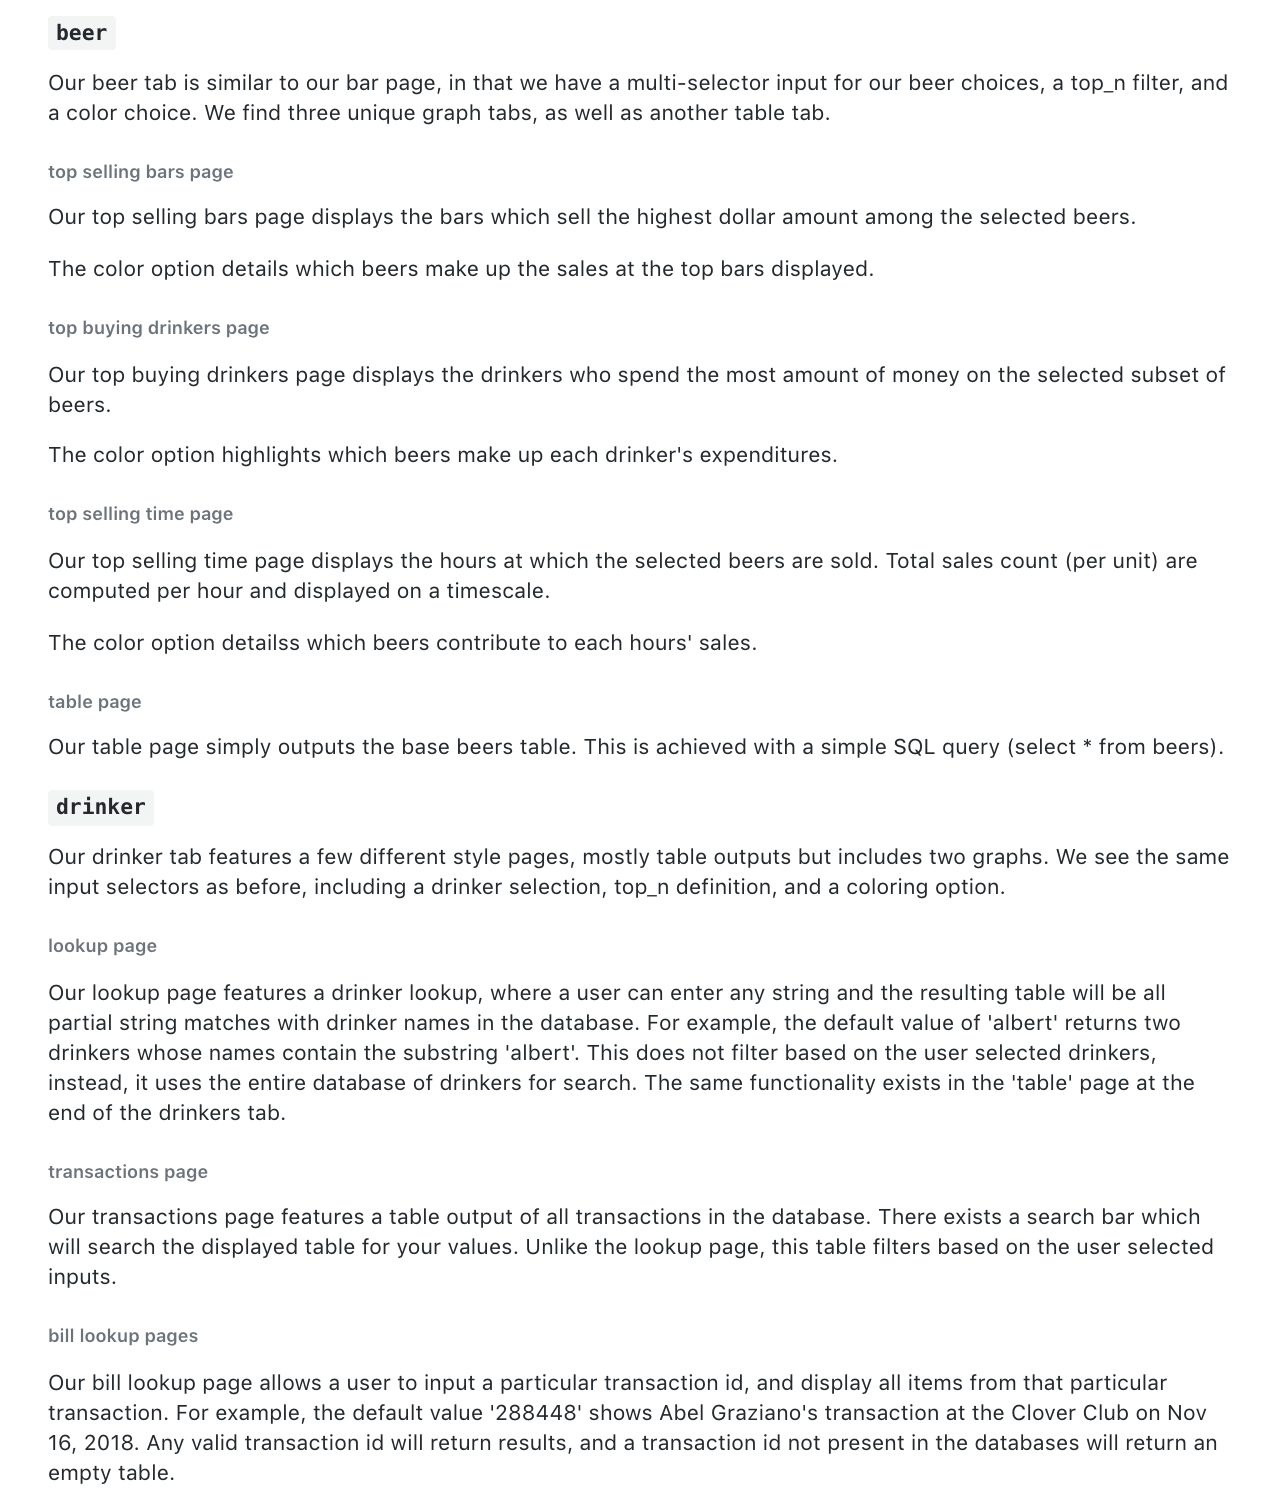 beer
Our beer tab is similar to our bar page, in that we have a multi-selector input for our beer choices, a top_n filter, and
a color choice. We find three unique graph tabs, as well as another table tab.
top selling bars page
Our top selling bars page displays the bars which sell the highest dollar amount among the selected beers.
The color option details which beers make up the sales at the top bars displayed.
top buying drinkers page
Our top buying drinkers page displays the drinkers who spend the most amount of money on the selected subset of
beers.
The color option highlights which beers make up each drinker's expenditures.
top selling time page
Our top selling time page displays the hours at which the selected beers are sold. Total sales count (per unit) are
computed per hour and displayed on a timescale.
The color option detailss which beers contribute to each hours' sales.
table page
Our table page simply outputs the base beers table. This is achieved with a simple SQL query (select * from beers).
drinker
Our drinker tab features a few different style pages, mostly table outputs but includes two graphs. We see the same
input selectors as before, including a drinker selection, top_n definition, and a coloring option.
lookup page
Our lookup page features a drinker lookup, where a user can enter any string and the resulting table will be all
partial string matches with drinker names in the database. For example, the default value of 'albert' returns two
drinkers whose names contain the substring 'albert'. This does not filter based on the user selected drinkers,
instead, it uses the entire database of drinkers for search. The same functionality exists in the 'table' page at the
end of the drinkers tab.
transactions page
Our transactions page features a table output of all transactions in the database. There exists a search bar which
will search the displayed table for your values. Unlike the lookup page, this table filters based on the user selected
inputs.
bill lookup pages
Our bill lookup page allows a user to input a particular transaction id, and display all items from that particular
transaction. For example, the default value '288448' shows Abel Graziano's transaction at the Clover Club on Nov
16, 2018. Any valid transaction id will return results, and a transaction id not present in the databases will return an
empty table.